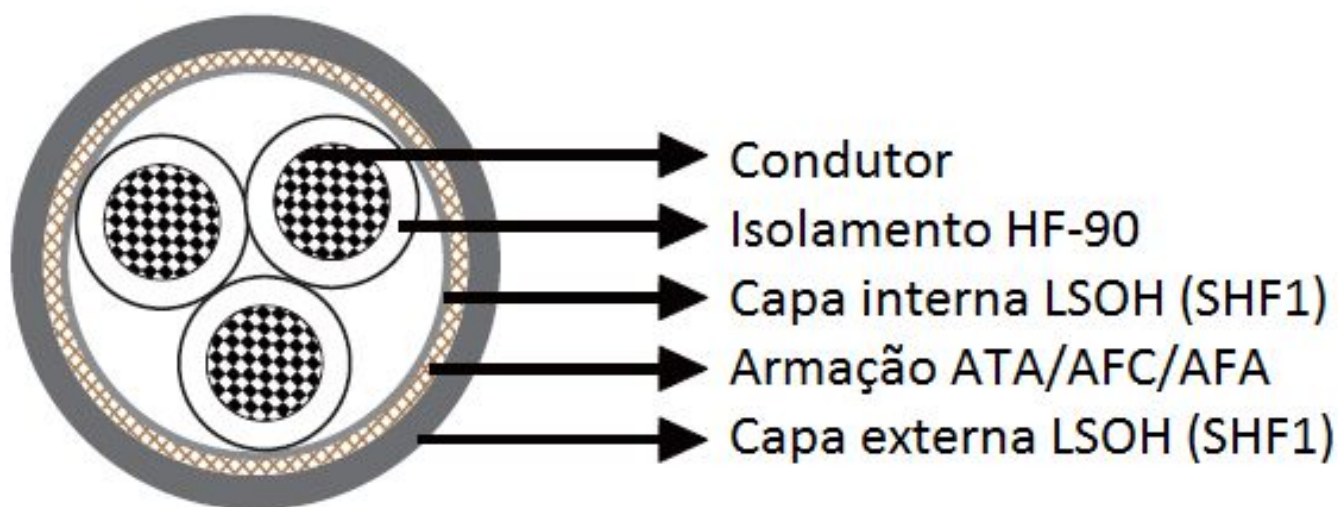 Condutor
Isolamento HF-90
Capa interna LSOH (SHF1)
Armação ATA/AFC/AFA
Capa externa LSOH (SHF1)